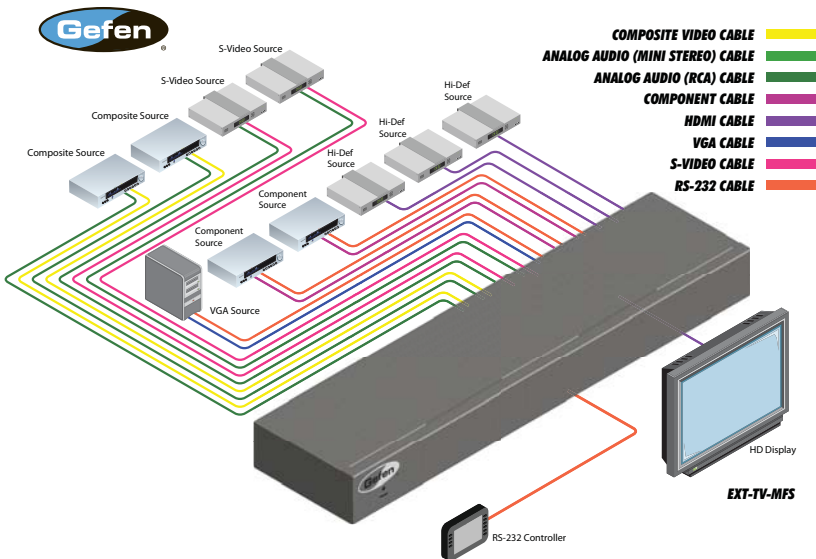 Gefen
®
S-Video Source
S-Video Source
Composite Source
Composite Source
Hi-Def
Source
Hi-Def
Source
Hi-Def
Source
Component
Source
Component
Source
VGA Source
COMPOSITE VIDEO CABLE
ANALOG AUDIO (MINI STEREO) CABLE
ANALOG AUDIO (RCA) CABLE
COMPONENT CABLE
HDMI CABLE
VGA CABLE
S-VIDEO CABLE
RS-232 CABLE
HD Display
Gefen
RS-232 Controller
EXT-TV-MFS